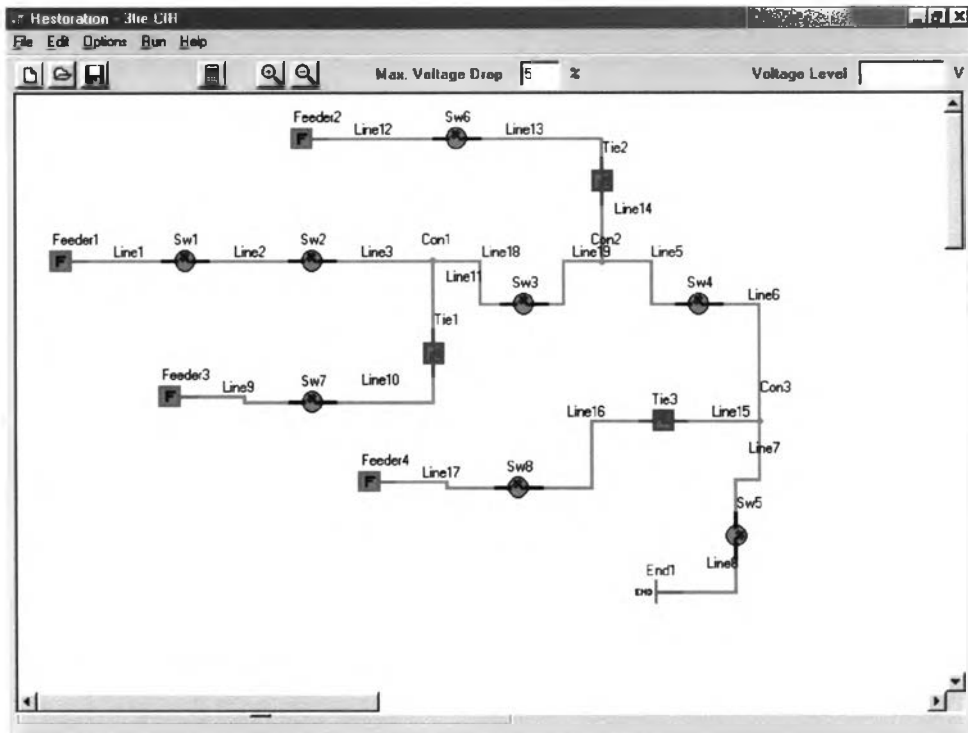 Restoration - 3fie CIR
File Edit Options Run Help
Max. Voltage Drop 5 % Voltage Level V
Feeder2 Line12 Sw6 Line13
Tie2
Line14
Feeder1 Line1 Sw1 Line2 Sw2 Line3 Con1 Line18 Con2 Line19 Line5
Line11 Sw3 Sw4 Line6
Tie1
Feeder3 Line9 Sw7 Line10
Con3
Line16 Tie3 Line15
Line7
Feeder4 Line17 Sw8
Sw5
Line8
End1
END
F
F
F
F